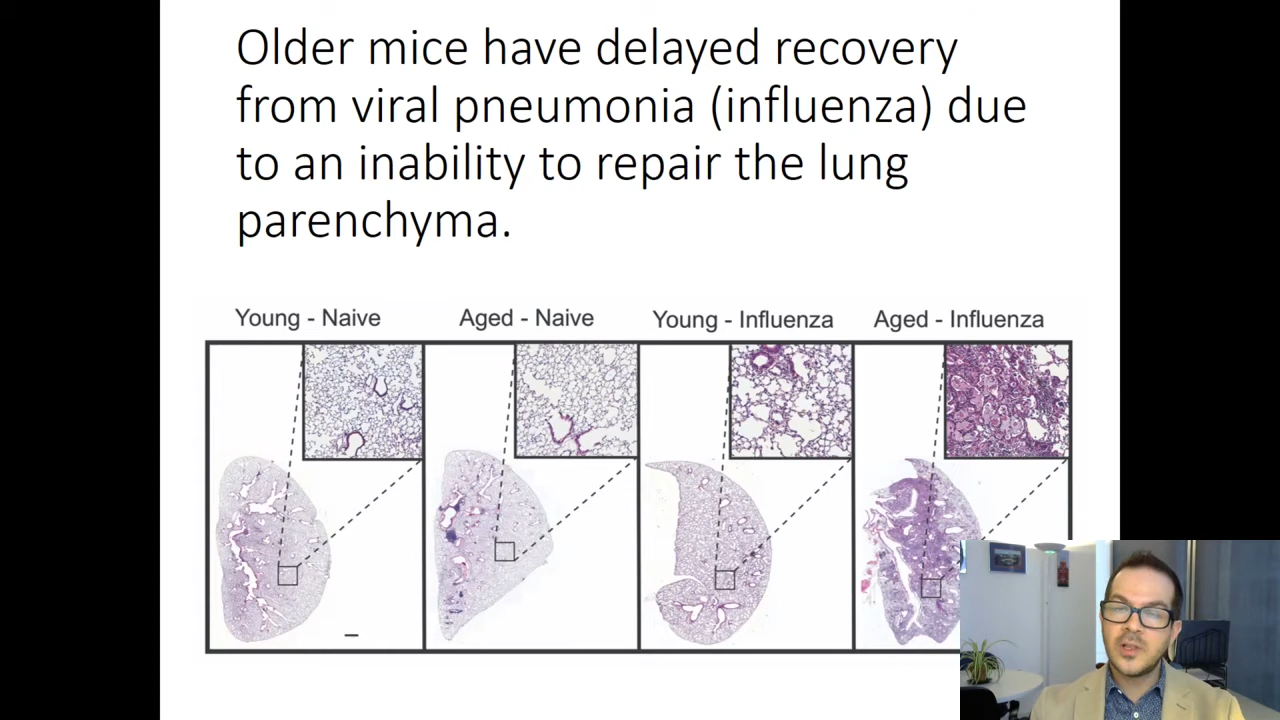 Older mice have delayed recovery
from viral pneumonia (influenza) due
to an inability to repair the lung
parenchyma.
Young - Naive
Aged - Naive
Young - Influenza
Aged - Influenza